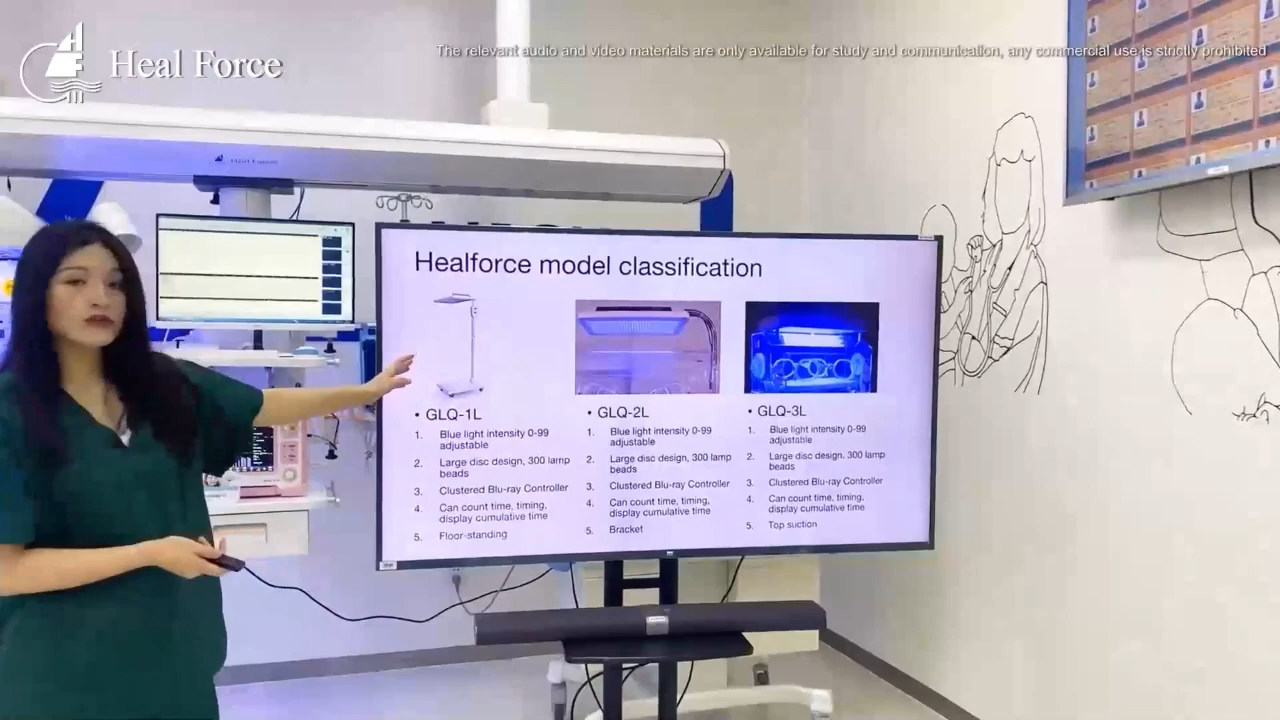 Heal Force
The relevant audio and video materials are only available for study and communication, any commercial use is strictly prohibited
Heal Force
Healforce model classification
• GLQ-1L
1. Blue light intensity 0-99
adjustable
2. Large disc design, 300 lamp
beads
3. Clustered Blu-ray Controller
4. Can count time, timing,
display cumulative time
5. Floor-standing
• GLQ-2L
1. Blue light intensity 0-99
adjustable
2. Large disc design, 300 lamp
beads
3. Clustered Blu-ray Controller
4. Can count time, timing,
display cumulative time
5. Bracket
• GLQ-3L
1. Blue light intensity 0-99
adjustable
2. Large disc design, 300 lamp
beads
3. Clustered Blu-ray Controller
4. Can count time, timing,
display cumulative time
5. Top suction